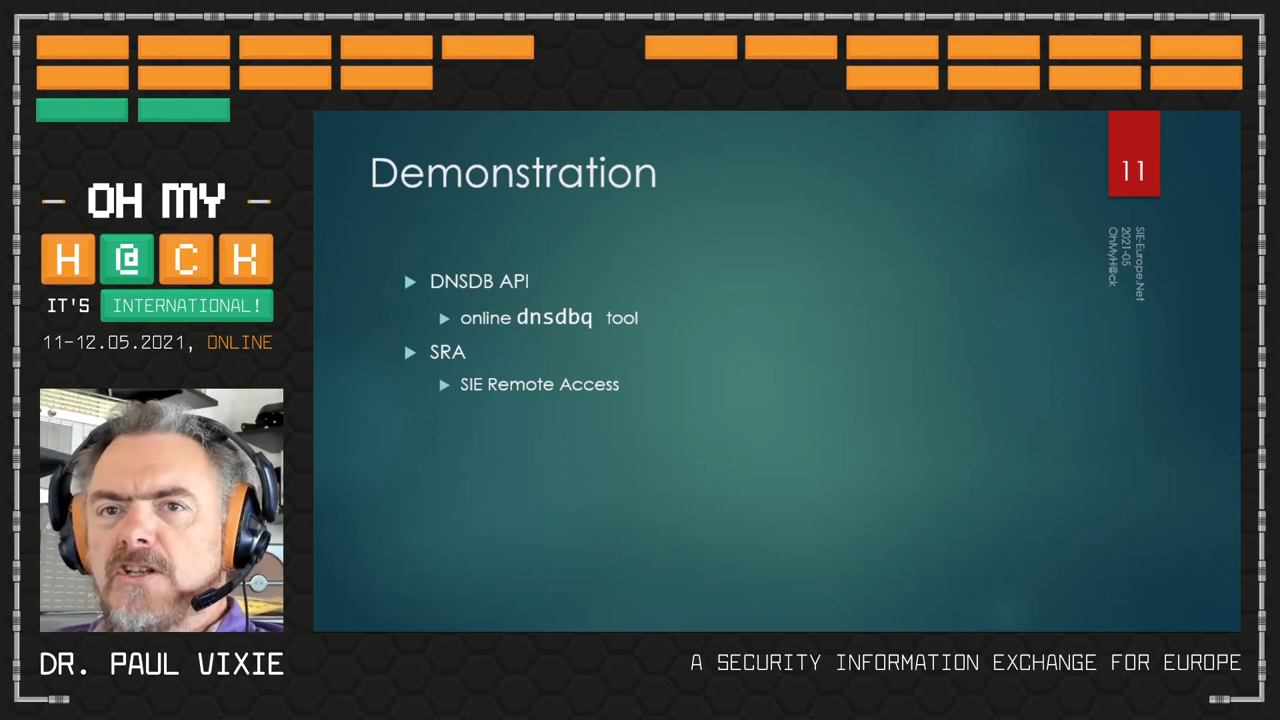 OH MY
H@CK
IT'S INTERNATIONAL!
11-12.05.2021, ONLINE
DR. PAUL VIXIE
Demonstration
DNSDB API
online dnsdbq tool
SRA
SIE Remote Access
11
SIE-Europe.Net
2021-05
OhMyH@ck
A SECURITY INFORMATION EXCHANGE FOR EUROPE